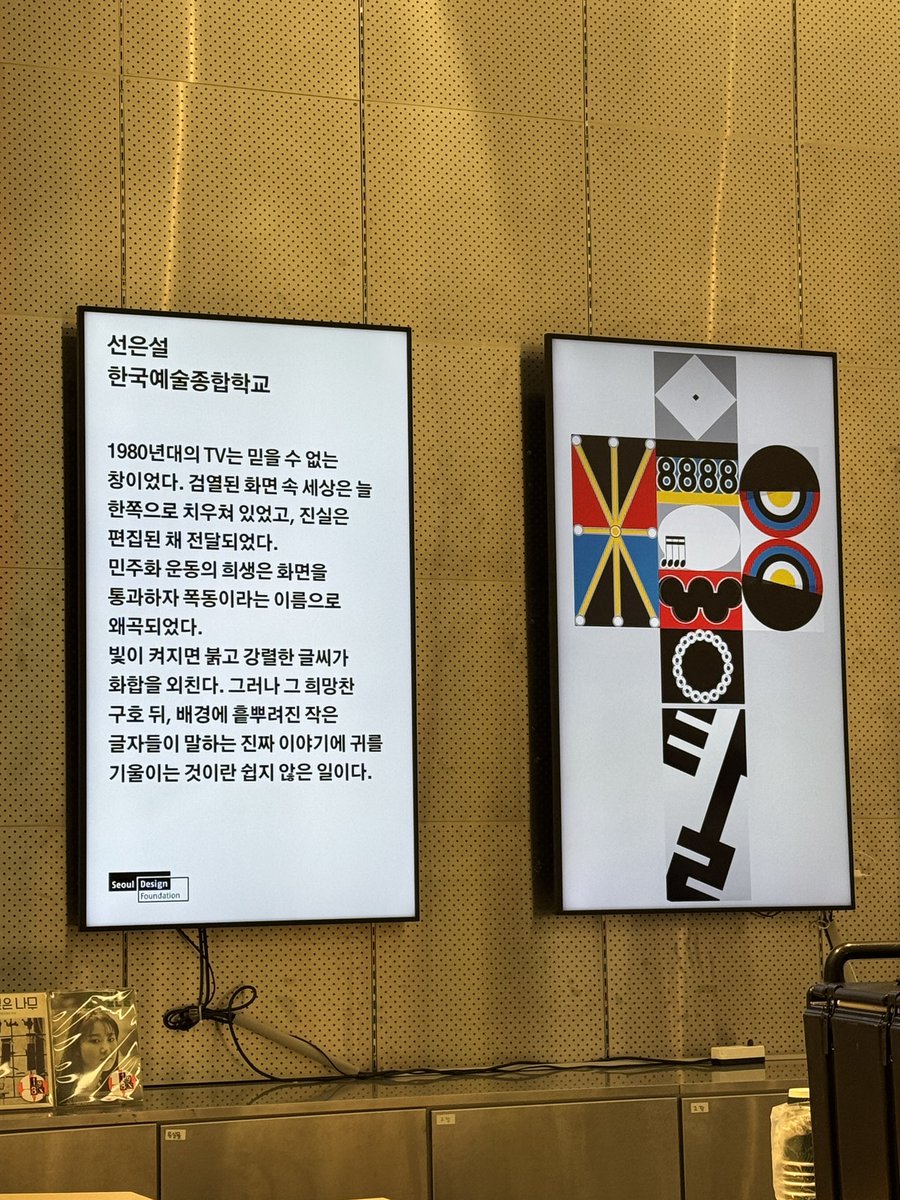 선은설
한국예술종합학교
1980년대의 TV는 믿을 수 없는
창이었다. 검열된 화면 속 세상은 늘
한쪽으로 치우쳐 있었고, 진실은
편집된 채 전달되었다.
민주화 운동의 희생은 화면을
통과하자 폭동이라는 이름으로
왜곡되었다.
빛이 켜지면 붉고 강렬한 글씨가
화합을 외친다. 그러나 그 희망찬
구호 뒤, 배경에 흩뿌려진 작은
글자들이 말하는 진짜 이야기에 귀를
기울이는 것이란 쉽지 않은 일이다.
Seoul Design
Foundation
8888